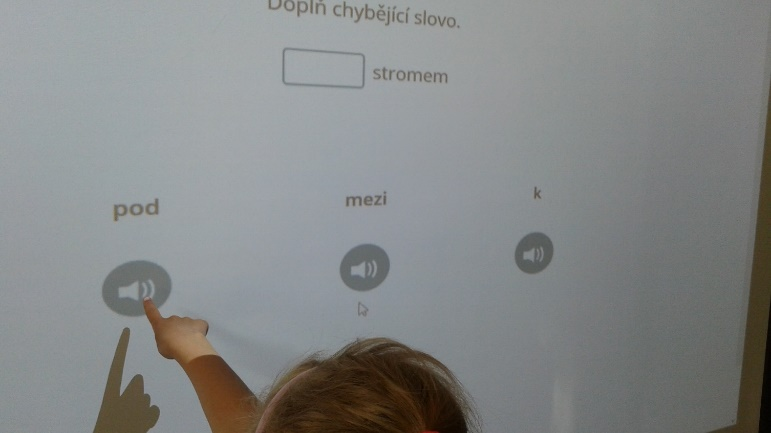 Doplň chybějící slovo.
stromem
pod mezi k